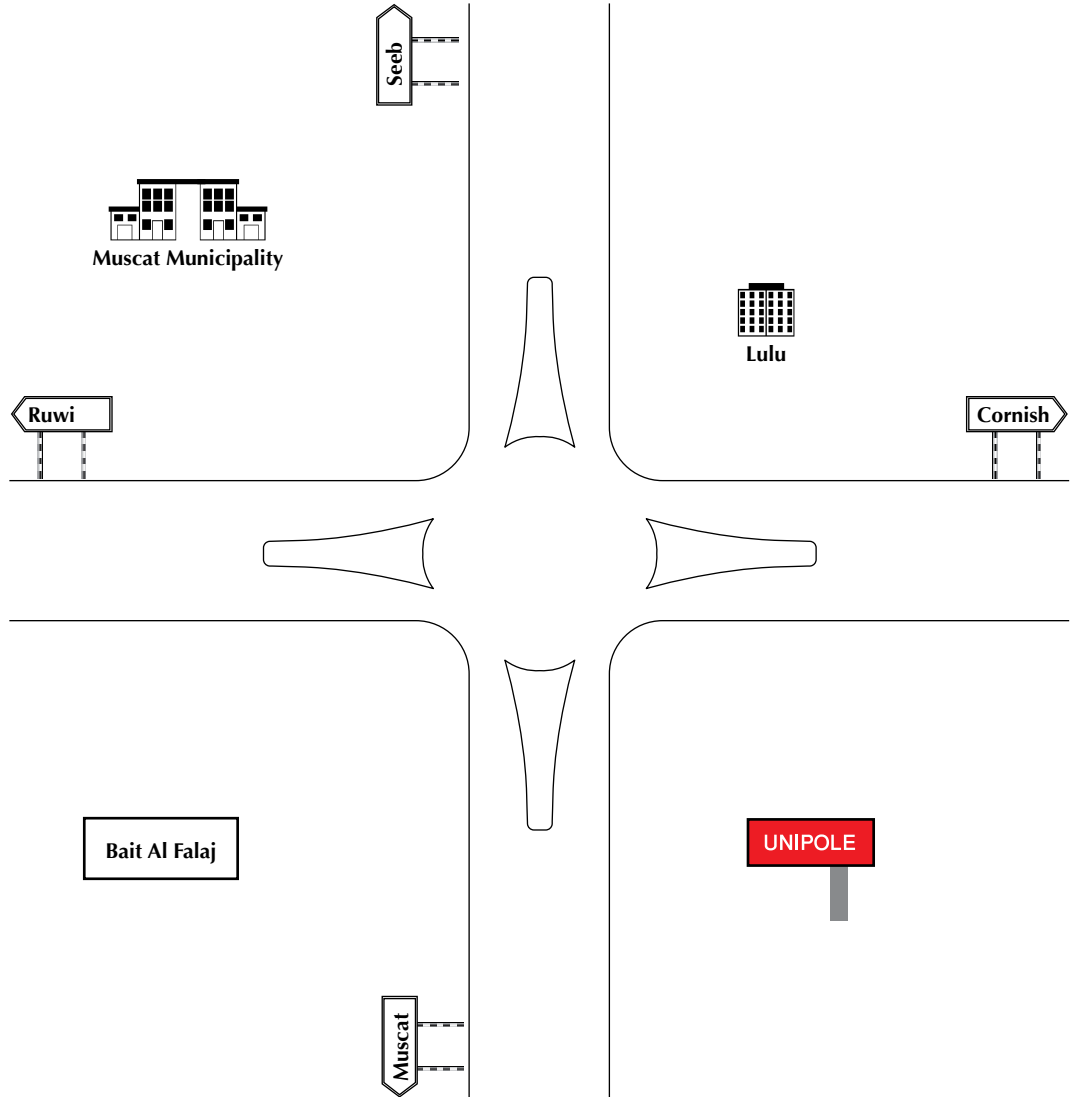 Seeb
Muscat Municipality
Lulu
Ruwi
Cornish
Bait Al Falaj
UNIPOLE
Muscat